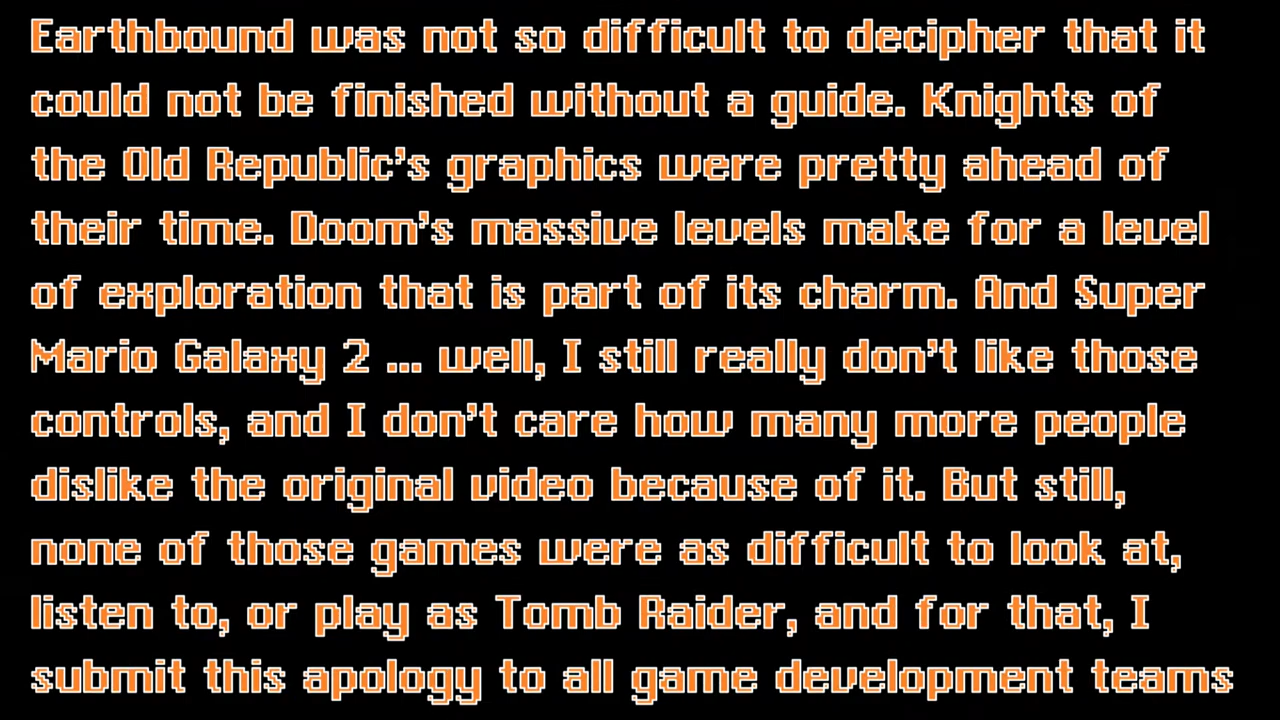 Earthbound was not so difficult to decipher that it
could not be finished without a guide. Knights of
the Old Republic's graphics were pretty ahead of
their time. Doom's massive levels make for a level
of exploration that is part of its charm. And Super
Mario Galaxy 2 ... well, I still really don't like those
controls, and I don't care how many more people
dislike the original video because of it. But still,
none of those games were as difficult to look at,
listen to, or play as Tomb Raider, and for that, I
submit this apology to all game development teams